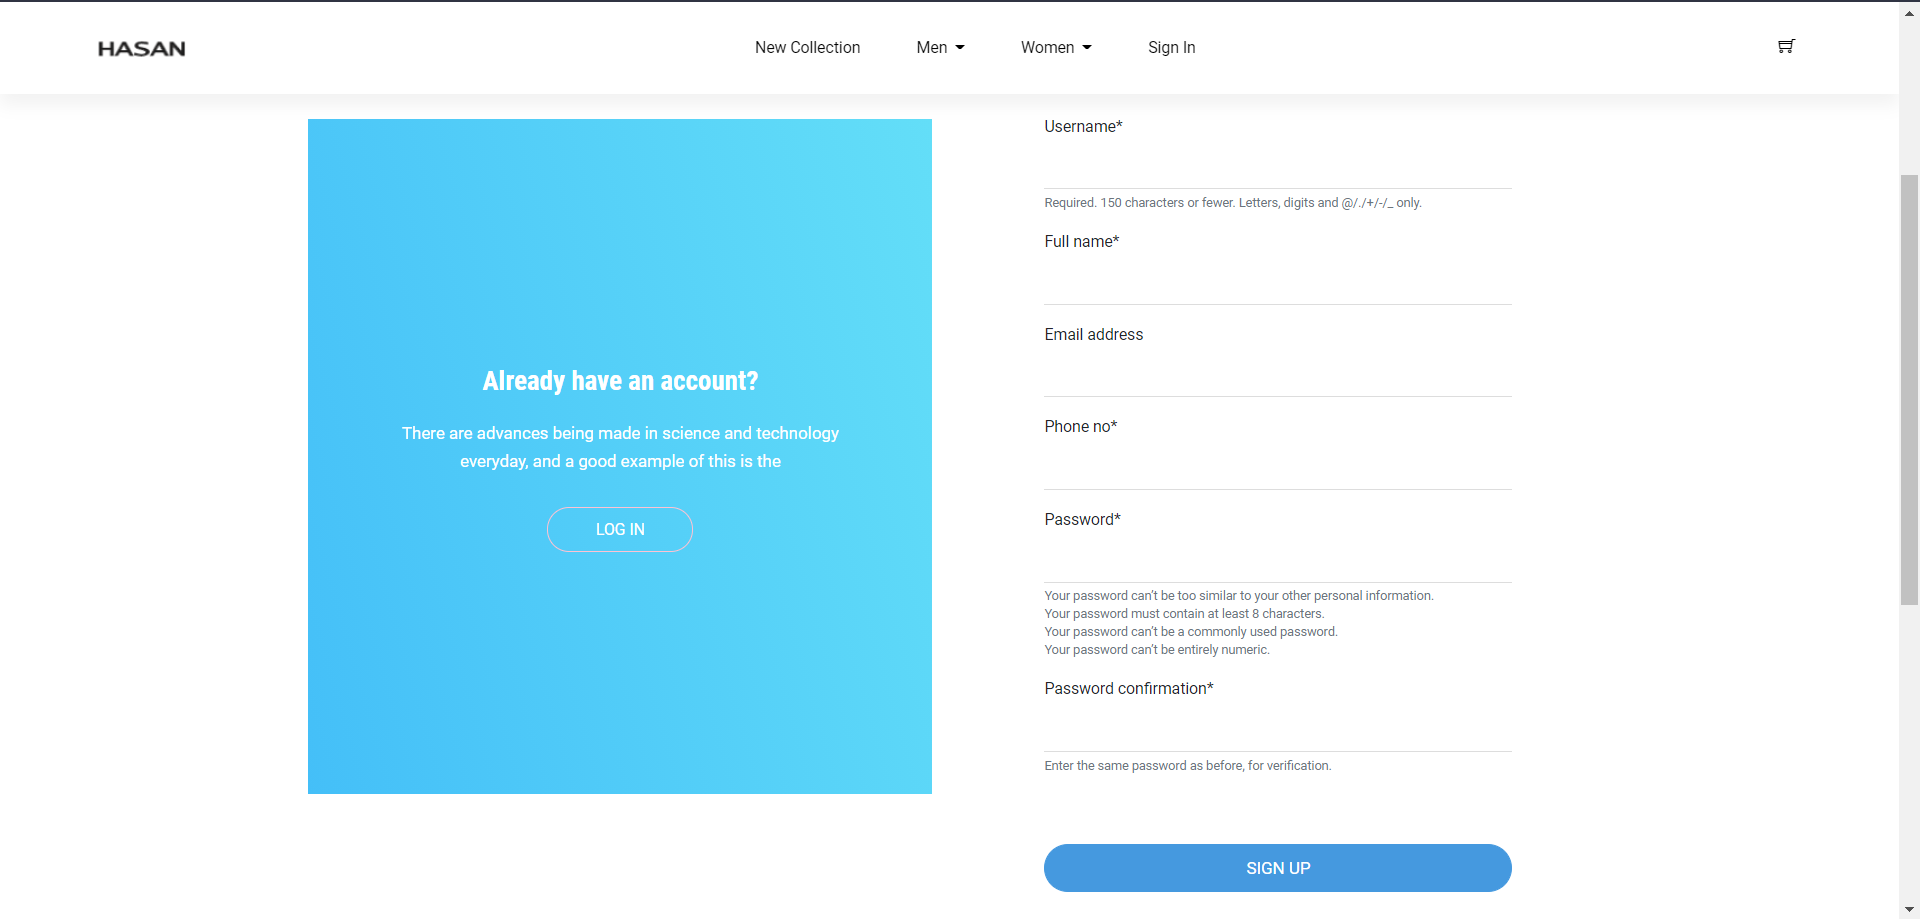 HASAN
New Collection
Men
Women
Sign In
Already have an account?
There are advances being made in science and technology
everyday, and a good example of this is the
LOG IN
Username*
Required. 150 characters or fewer. Letters, digits and @/./+/-/_ only.
Full name*
Email address
Phone no*
Password*
Your password can’t be too similar to your other personal information.
Your password must contain at least 8 characters.
Your password can’t be a commonly used password.
Your password can’t be entirely numeric.
Password confirmation*
Enter the same password as before, for verification.
SIGN UP